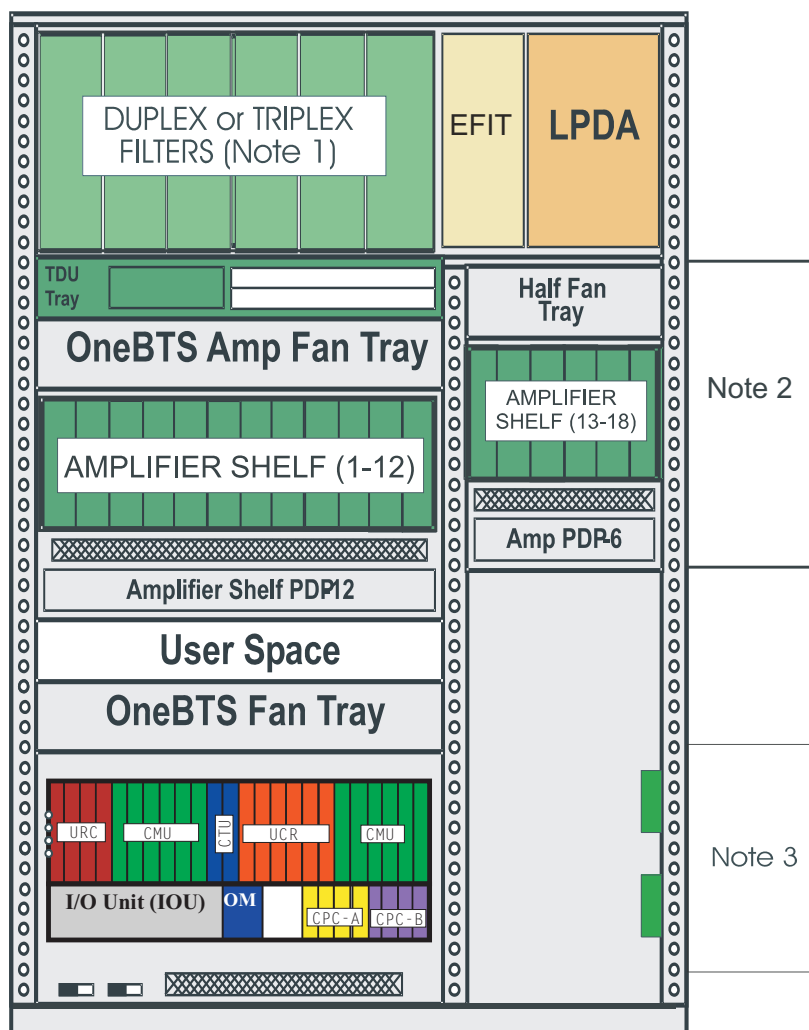 DUPLEX or TRIPLEX
FILTERS (Note 1)
EFIT
LPDA
TDU
Tray
OneBTS Amp Fan Tray
AMPLIFIER SHELF (1-12)
Amplifier Shelf PDP12
User Space
OneBTS Fan Tray
Half Fan
Tray
AMPLIFIER
SHELF (13-18)
Amp PDP-6
Note 2
URC
CMU
CTU
UCR
CMU
I/O Unit (IOU)
OM
CPC-A
CPC-B
Note 3